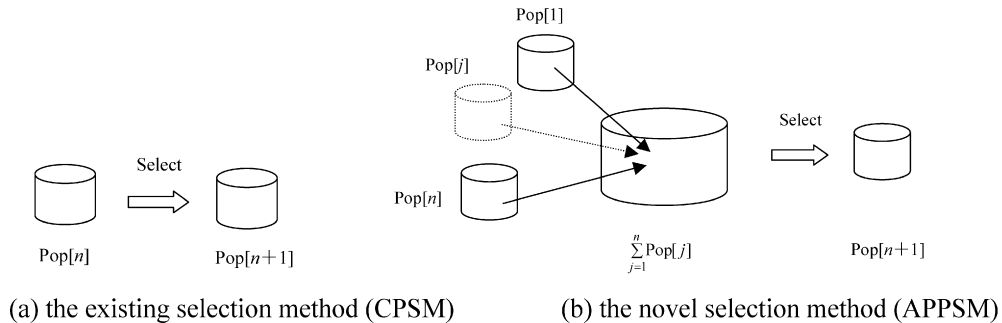 Pop[1]
Pop[j]
Pop[n]
Select
Select
Pop[n]
Pop[n+1]
n
∑Pop[j]
j=1
Pop[n+1]
(a) the existing selection method (CPSM)
(b) the novel selection method (APPSM)